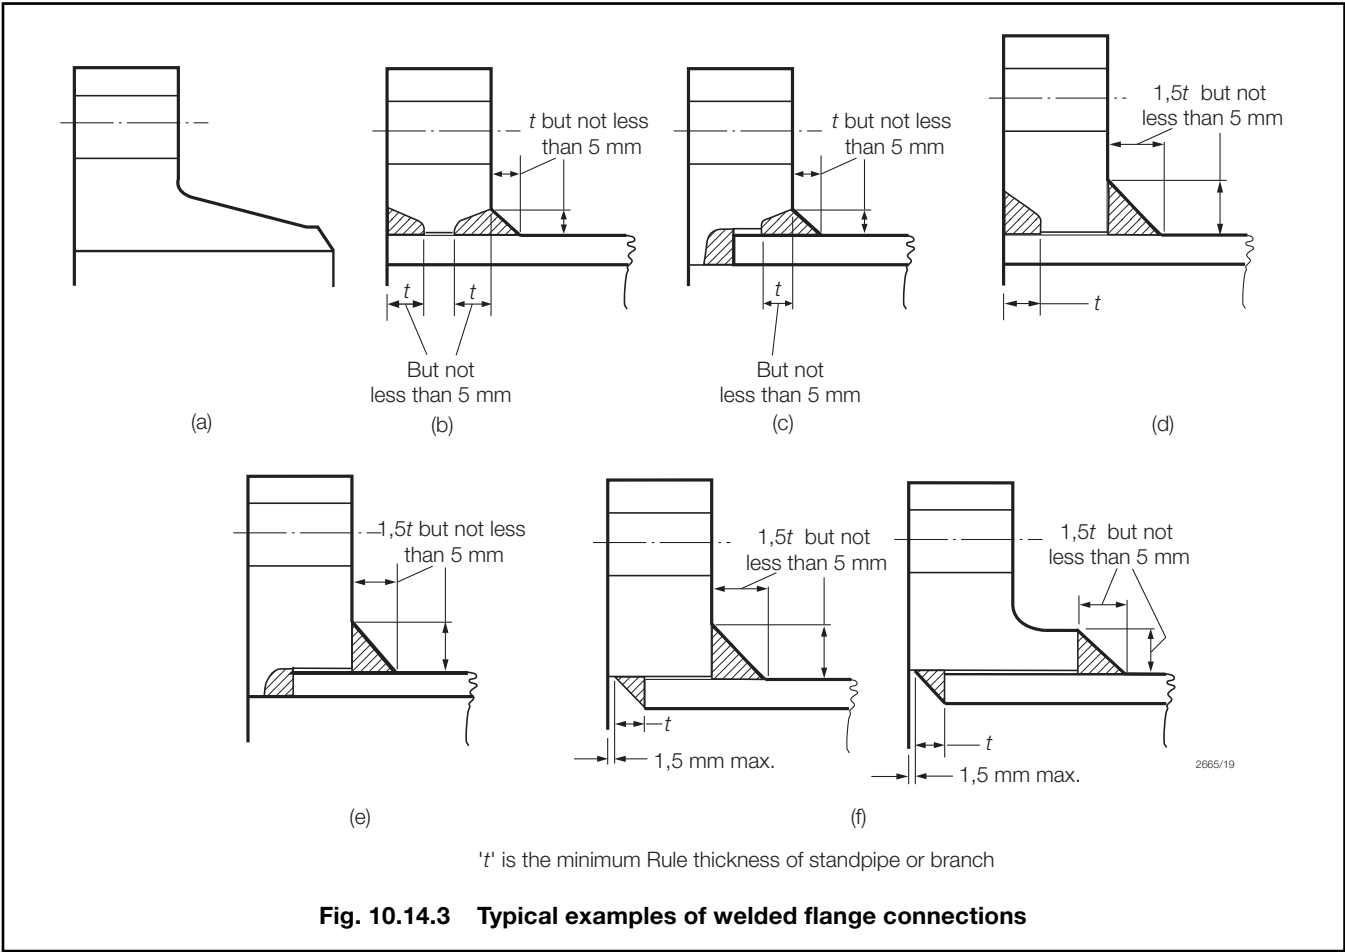 t but not less
than 5 mm
t
t
But not
less than 5 mm
(a)
(b)
t but not less
than 5 mm
t
But not
less than 5 mm
(c)
1,5t but not
less than 5 mm
t
(d)
1,5t but not less
than 5 mm
(e)
1,5t but not
less than 5 mm
t
1,5 mm max.
1,5t but not
less than 5 mm
t
1,5 mm max.
2665/19
(f)
't' is the minimum Rule thickness of standpipe or branch
Fig. 10.14.3 Typical examples of welded flange connections